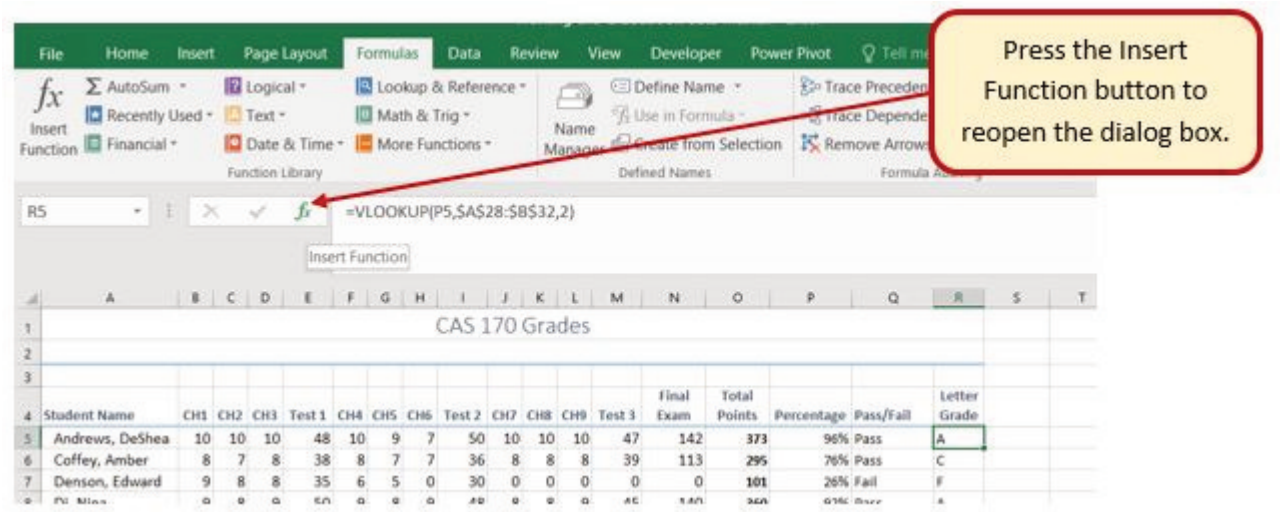 File Home Insert Page Layout Formulas Data Review View Developer Power Pivot Tell me
Press the Insert
Function button to
reopen the dialog box.
fx Insert Function
AutoSum Logical Lookup & Reference Define Name Trace
Recently Used Text Math & Trig Name Manager Use in Formula Trace
Financial Date & Time More Functions Create from Selection Remove Arrows
Function Library Defined Names Formula
R5 fx =VLOOKUP(P5,$A$28:$B$32,2)
Insert Function
A B C D E F G H I J K L M N O P Q R S T
1 CAS 170 Grades
2
3
Final Total Letter
4 Student Name CH1 CH2 CH3 Test 1 CH4 CH5 CH6 Test 2 CH7 CH8 CH9 Test 3 Exam Points Percentage Pass/Fail Grade
5 Andrews, DeShea 10 10 10 48 10 9 7 50 10 10 10 47 142 373 96% Pass A
6 Coffey, Amber 8 7 8 38 8 7 7 36 8 8 8 39 113 295 76% Pass C
7 Denson, Edward 9 8 8 35 6 5 0 30 0 0 0 0 0 101 26% Fail F